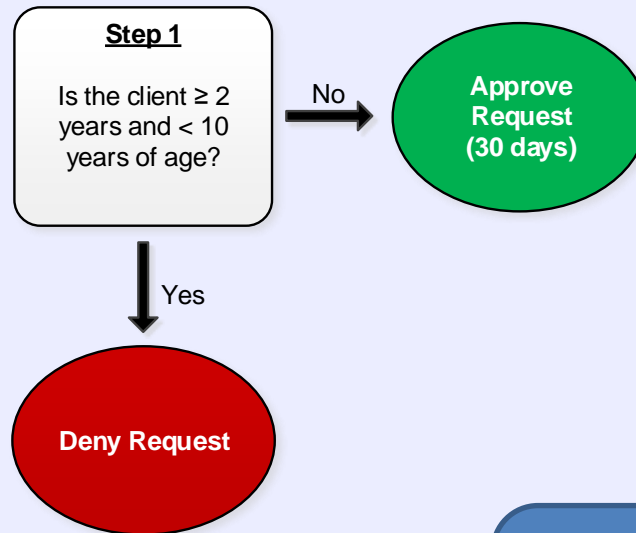 Step 1
Is the client ≥ 2
years and < 10
years of age?
No
Approve
Request
(30 days)
Yes
Deny Request